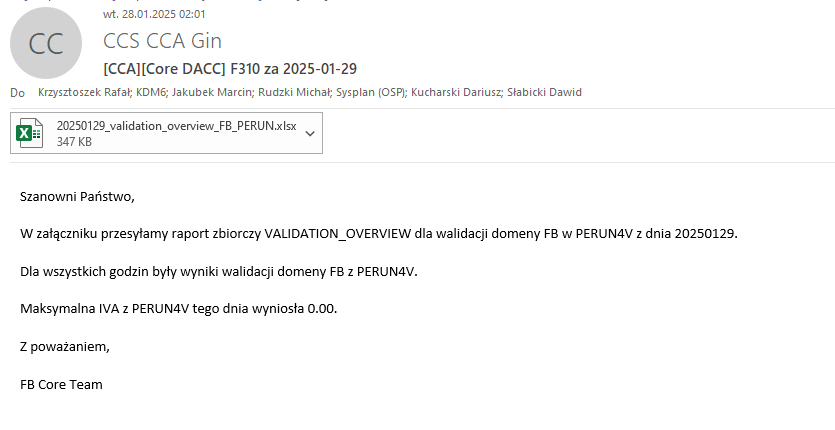 wt. 28.01.2025 02:01
CC
CCS CCA Gin
[CCA][Core DACC] F310 za 2025-01-29
Do Krzysztoszek Rafał; KDM6; Jakubek Marcin; Rudzki Michał; Sysplan (OSP); Kucharski Dariusz; Słabicki Dawid
20250129_validation_overview_FB_PERUN.xlsx
347 KB
Szanowni Państwo,
W załączniku przesyłamy raport zbiorczy VALIDATION_OVERVIEW dla walidacji domeny FB w PERUN4V z dnia 20250129.
Dla wszystkich godzin były wyniki walidacji domeny FB z PERUN4V.
Maksymalna IVA z PERUN4V tego dnia wyniosła 0.00.
Z poważaniem,
FB Core Team